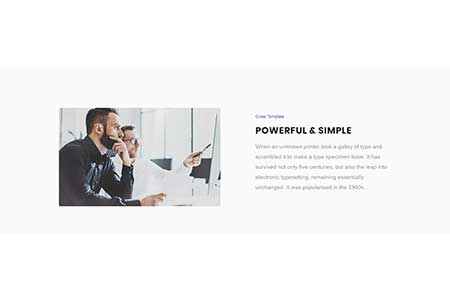 Great Template
POWERFUL & SIMPLE
When an unknown printer took a galley of type and
scrambled it to make a type specimen book. It has
survived not only five centuries, but also the leap into
electronic typesetting, remaining essentially
unchanged. It was popularised in the 1960s...